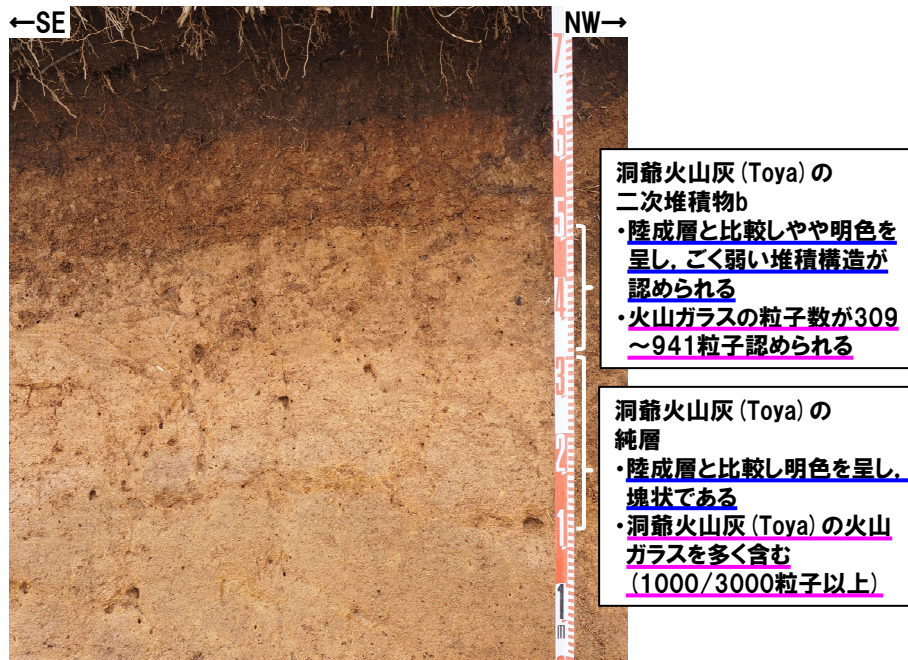 ←SE
NW→
7
6
5
4
3
2
1
1
m
洞爺火山灰(Toya)の
二次堆積物b
・陸成層と比較しやや明色を
呈し,ごく弱い堆積構造が
認められる
・火山ガラスの粒子数が309
～941粒子認められる
洞爺火山灰(Toya)の
純層
・陸成層と比較し明色を呈し,
塊状である
・洞爺火山灰(Toya)の火山
ガラスを多く含む
(1000/3000粒子以上)